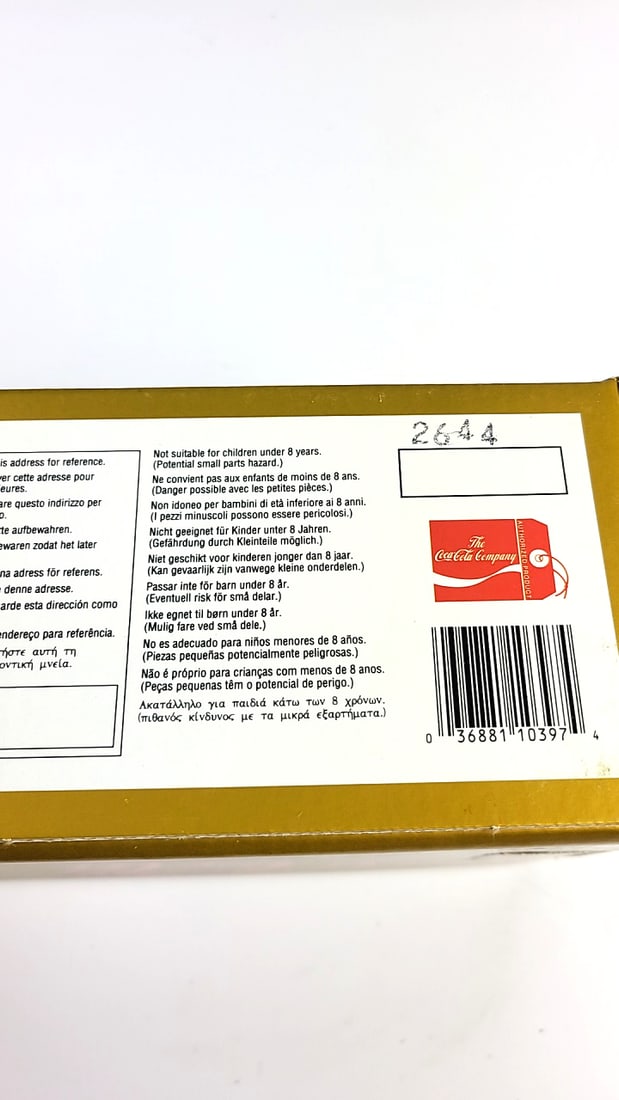 is address for reference.
er cette adresse pour
eures.
are questo indirizzo per
o.
te aufbewahren.
ewaren zodat het later
na adress för referens.
denne adresse.
arde esta dirección como
endereço para referência.
τήστε αυτή τη
οντική μνεία.
Not suitable for children under 8 years.
(Potential small parts hazard.)
Ne convient pas aux enfants de moins de 8 ans.
(Danger possible avec les petites pièces.)
Non idoneo per bambini di età inferiore ai 8 anni.
(I pezzi minuscoli possono essere pericolosi.)
Nicht geeignet für Kinder unter 8 Jahren.
(Gefährdung durch Kleinteile möglich.)
Niet geschikt voor kinderen jonger dan 8 jaar.
(Kan gevaarlijk zijn vanwege kleine onderdelen.)
Passar inte för barn under 8 år.
(Eventuell risk för små delar.)
Ikke egnet til børn under 8 år.
(Mulig fare ved små dele.)
No es adecuado para niños menores de 8 años.
(Piezas pequeñas potencialmente peligrosas.)
Não é próprio para crianças com menos de 8 anos.
(Peças pequenas têm o potencial de perigo.)
Ακατάλληλο για παιδιά κάτω των 8 χρόνων.
(πιθανός κίνδυνος με τα μικρά εξαρτήματα.)
2644
The
Coca-Cola Company
AUTHORIZED PRODUCT
0 36881 10397 4